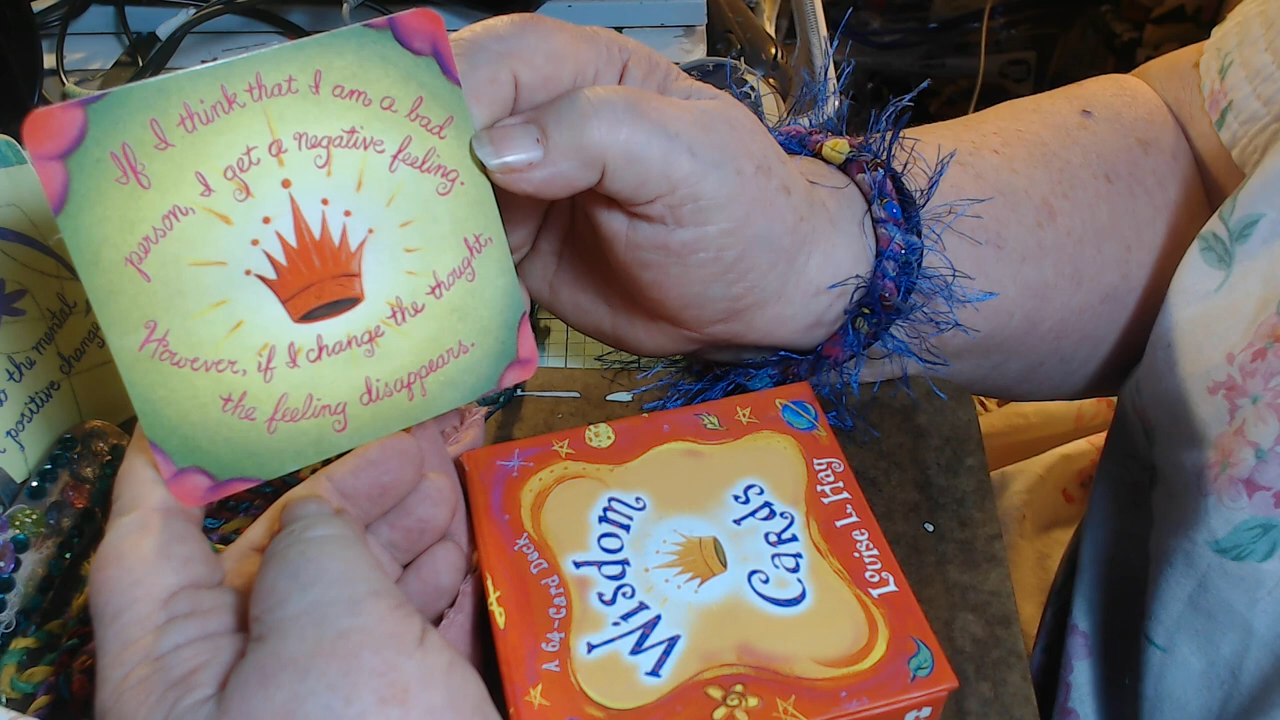 If I think that I am a bad
person, I get a negative feeling.
However, if I change the thought,
the feeling disappears.
the mental
positive change
Wisdom
Cards
A 64-Card Deck
Louise L. Hay